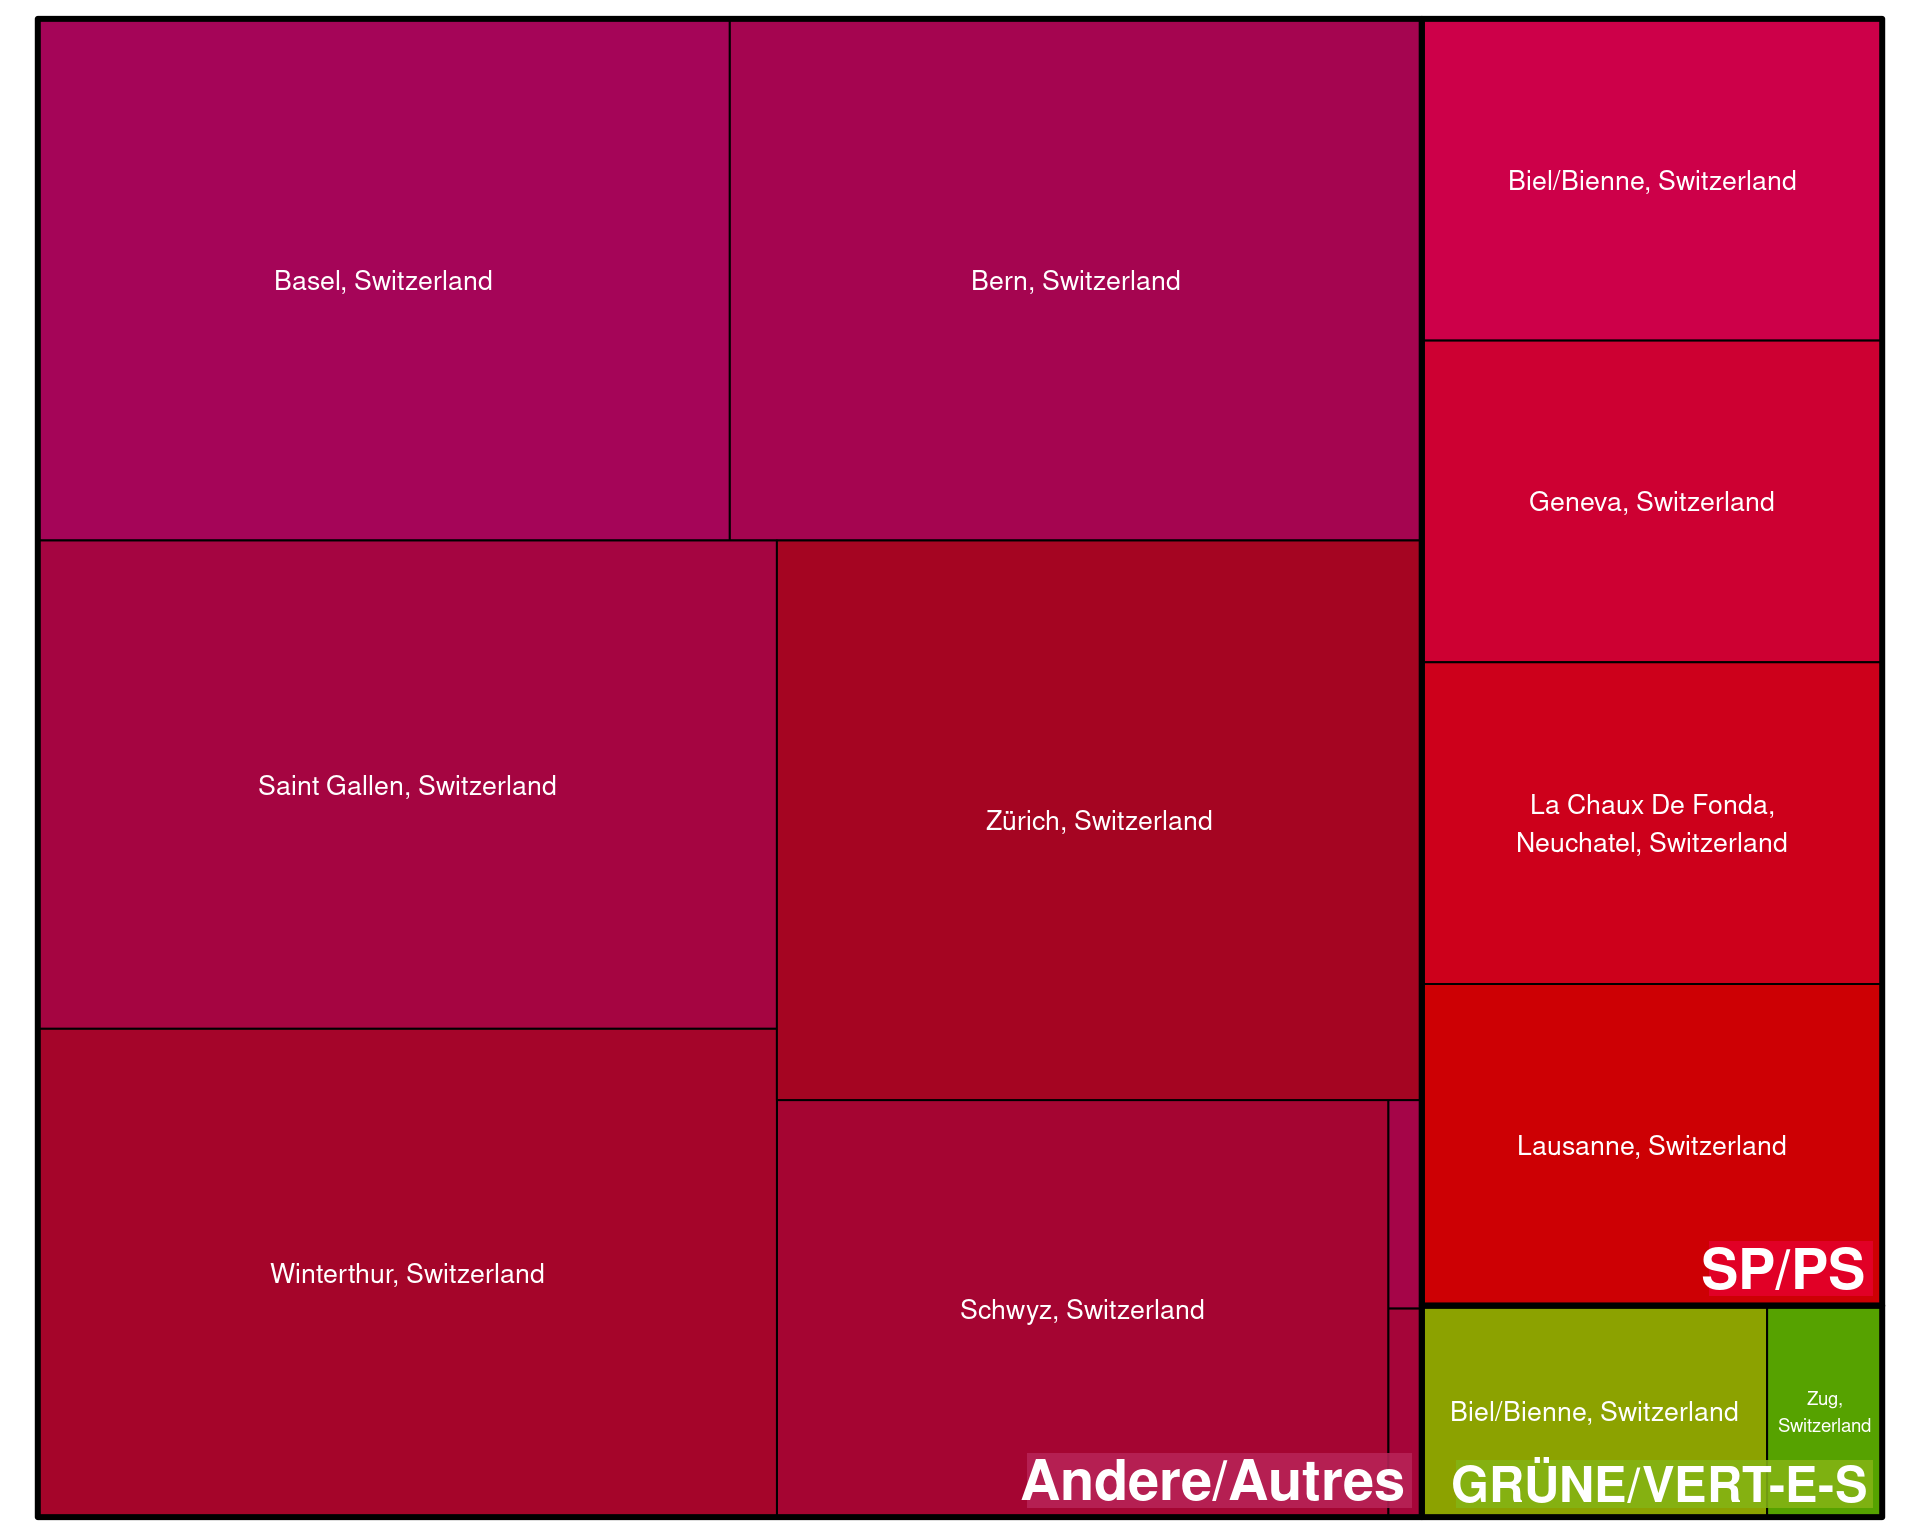 Basel, Switzerland
Bern, Switzerland
Saint Gallen, Switzerland
Zürich, Switzerland
Winterthur, Switzerland
Schwyz, Switzerland
Andere/Autres
Biel/Bienne, Switzerland
Geneva, Switzerland
La Chaux De Fonda,
Neuchatel, Switzerland
Lausanne, Switzerland
SP/PS
Biel/Bienne, Switzerland
Zug,
Switzerland
GRÜNE/VERT-E-S